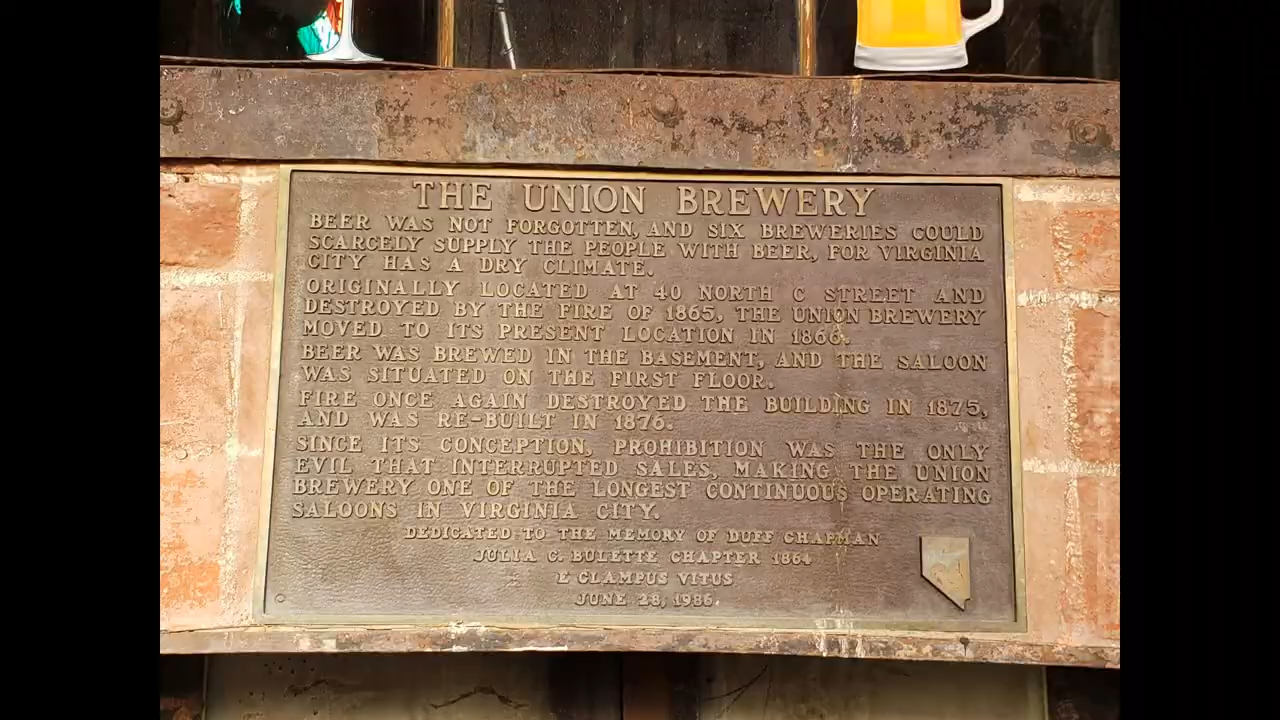 THE UNION BREWERY
BEER WAS NOT FORGOTTEN, AND SIX BREWERIES COULD
SCARCELY SUPPLY THE PEOPLE WITH BEER, FOR VIRGINIA
CITY HAS A DRY CLIMATE.
ORIGINALLY LOCATED AT 40 NORTH C STREET AND
DESTROYED BY THE FIRE OF 1865, THE UNION BREWERY
MOVED TO ITS PRESENT LOCATION IN 1866.
BEER WAS BREWED IN THE BASEMENT, AND THE SALOON
WAS SITUATED ON THE FIRST FLOOR.
FIRE ONCE AGAIN DESTROYED THE BUILDING IN 1875,
AND WAS RE-BUILT IN 1876.
SINCE ITS CONCEPTION, PROHIBITION WAS THE ONLY
EVIL THAT INTERRUPTED SALES, MAKING THE UNION
BREWERY ONE OF THE LONGEST CONTINUOUS OPERATING
SALOONS IN VIRGINIA CITY.
DEDICATED TO THE MEMORY OF DUFF CHAPMAN
JULIA C. BULETTE CHAPTER 1864
E CLAMPUS VITUS
JUNE 28, 1986.